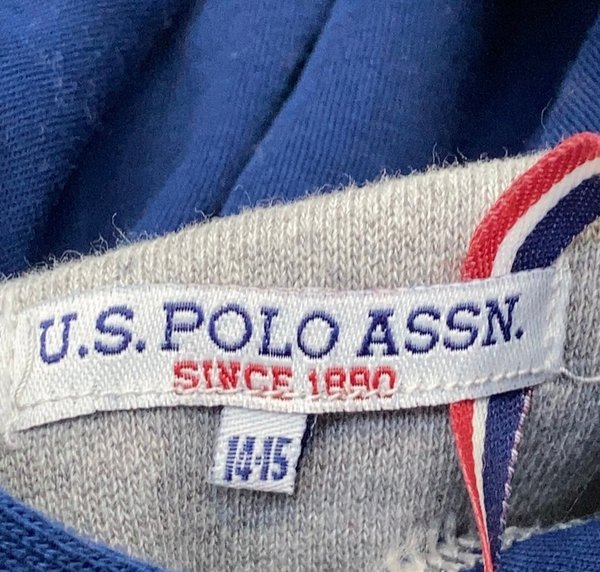 U.S. POLO ASSN.
SINCE 1890
14-15